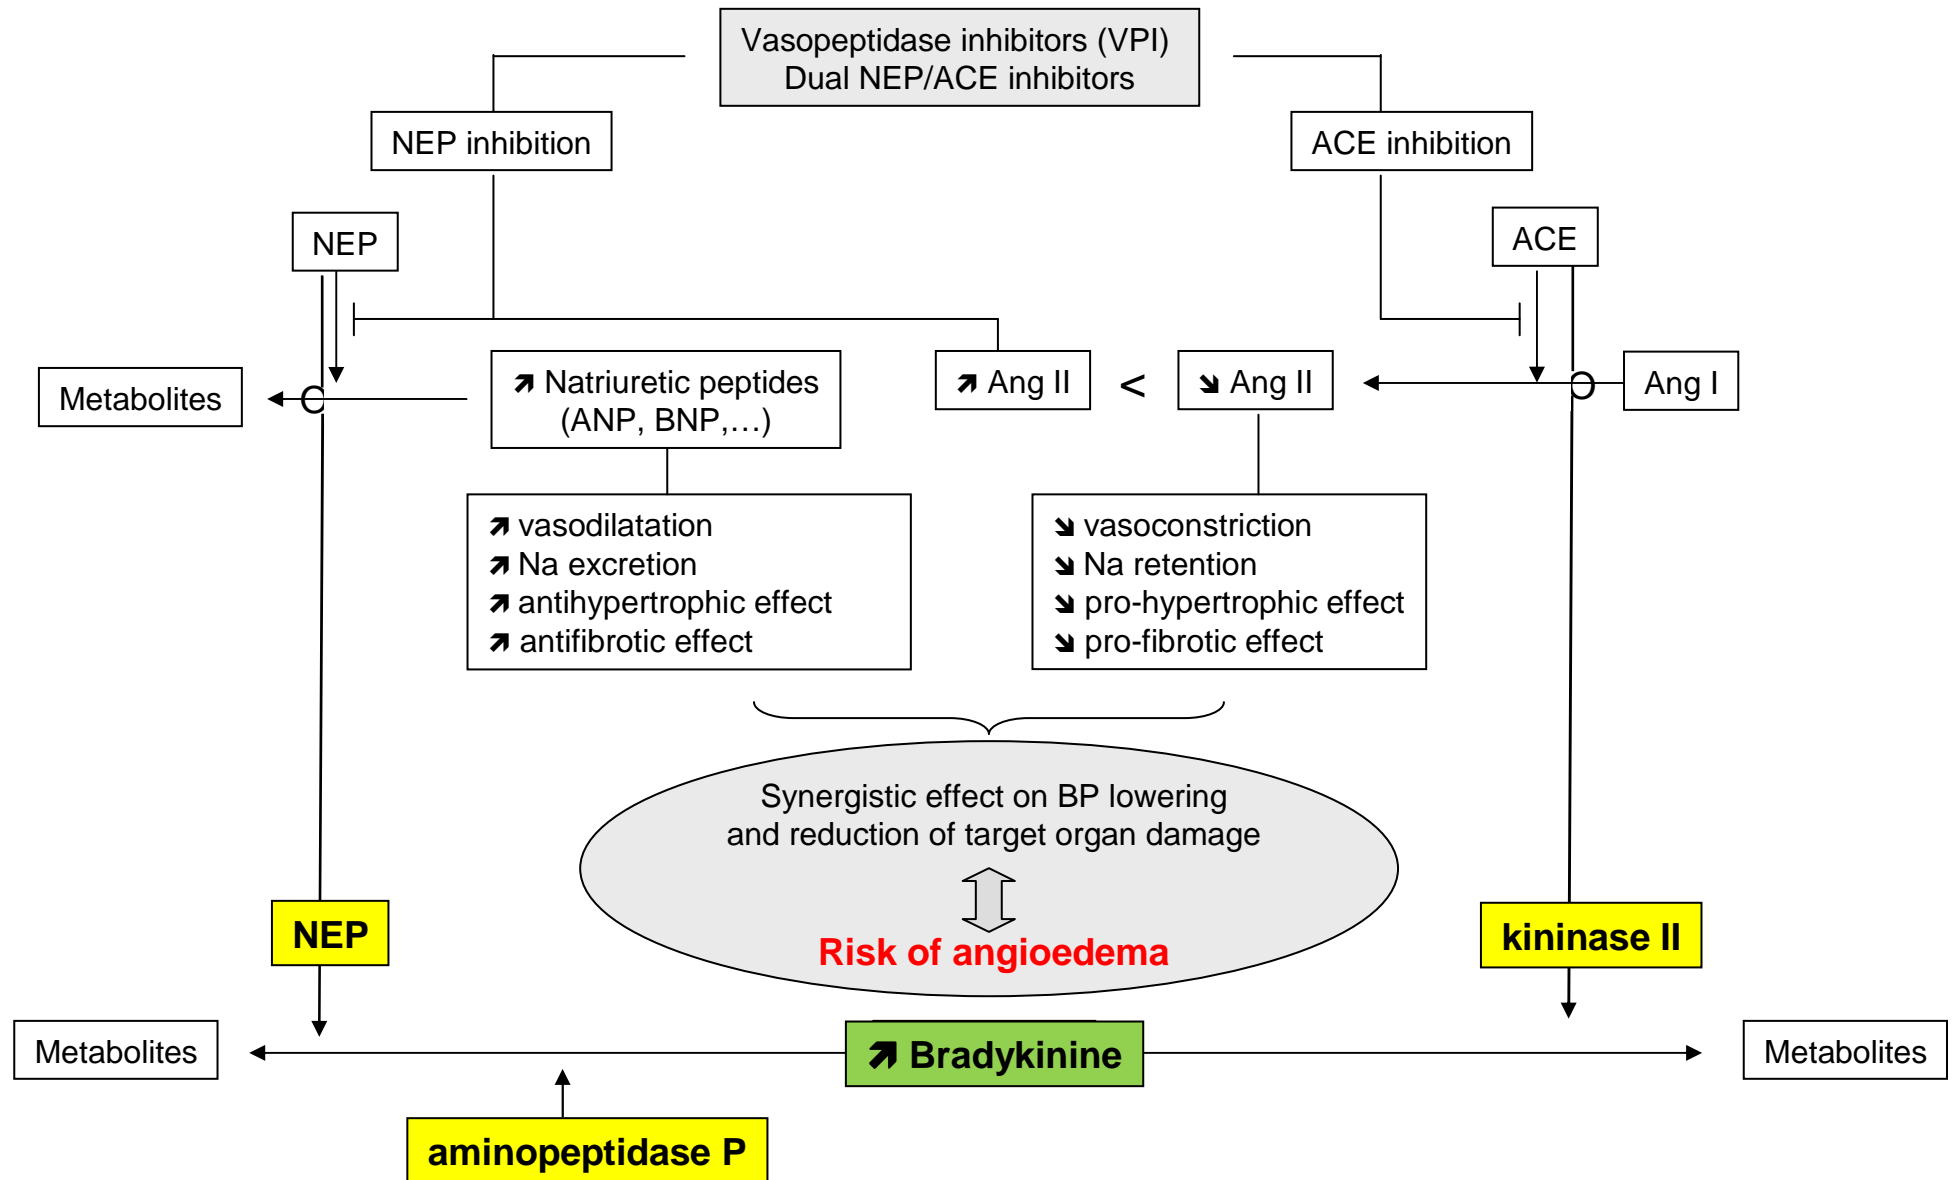 Vasopeptidase inhibitors (VPI)
Dual NEP/ACE inhibitors
NEP inhibition
ACE inhibition
NEP
ACE
Metabolites
↗ Natriuretic peptides
(ANP, BNP,…)
↗ Ang II
<
↘ Ang II
Ang I
↗ vasodilatation
↗ Na excretion
↗ antihypertrophic effect
↗ antifibrotic effect
↘ vasoconstriction
↘ Na retention
↘ pro-hypertrophic effect
↘ pro-fibrotic effect
Synergistic effect on BP lowering
and reduction of target organ damage
Risk of angioedema
NEP
kininase II
Metabolites
↗ Bradykinine
Metabolites
aminopeptidase P